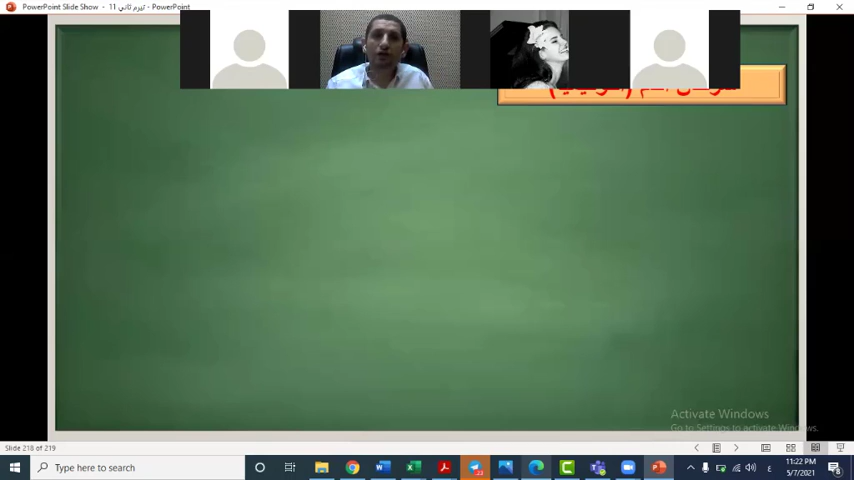 PowerPoint Slide Show - تيرم ثاني 11 - PowerPoint
Activate Windows
Go to Settings to activate Windows.
Slide 218 of 219
Type here to search
11:22 PM
5/7/2021